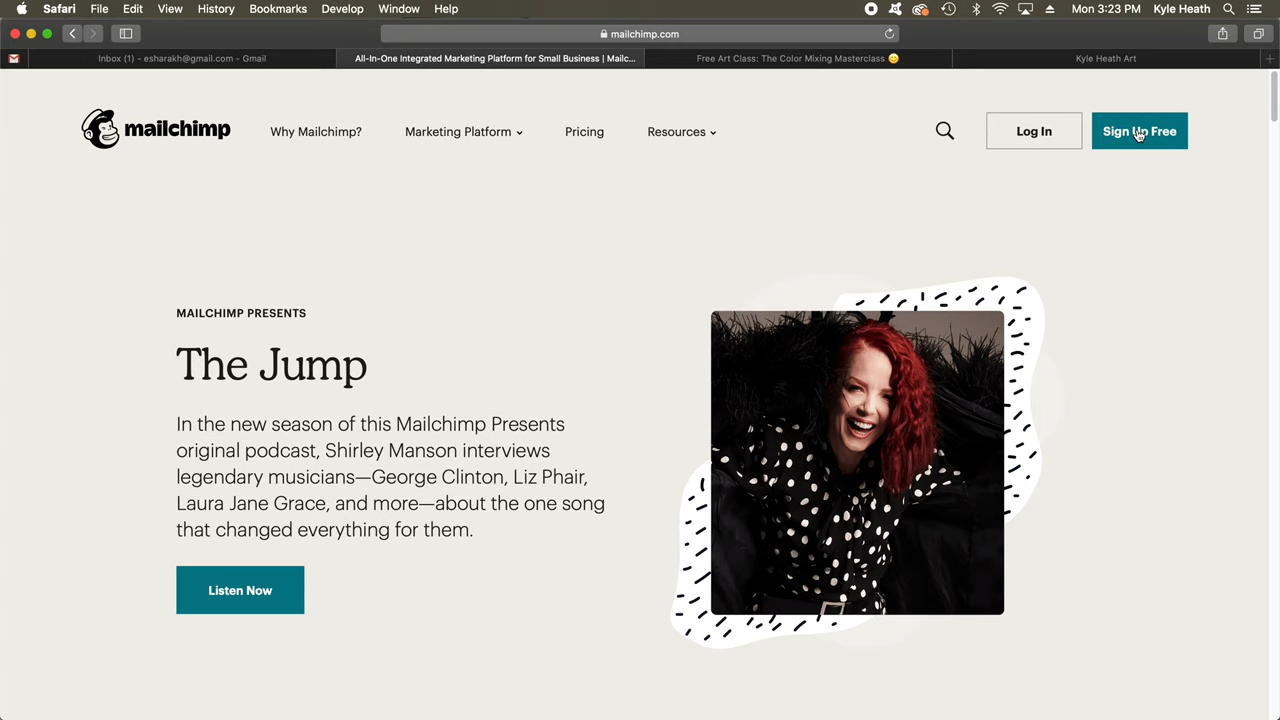 Safari File Edit View History Bookmarks Develop Window Help Mon 3:23 PM Kyle Heath
mailchimp.com
Inbox (1) - esharakh@gmail.com - Gmail
All-In-One Integrated Marketing Platform for Small Business | Mailc...
Free Art Class: The Color Mixing Masterclass 😊
Kyle Heath Art
mailchimp
Why Mailchimp?
Marketing Platform
Pricing
Resources
Log In
Sign Up Free
MAILCHIMP PRESENTS
The Jump
In the new season of this Mailchimp Presents
original podcast, Shirley Manson interviews
legendary musicians—George Clinton, Liz Phair,
Laura Jane Grace, and more—about the one song
that changed everything for them.
Listen Now